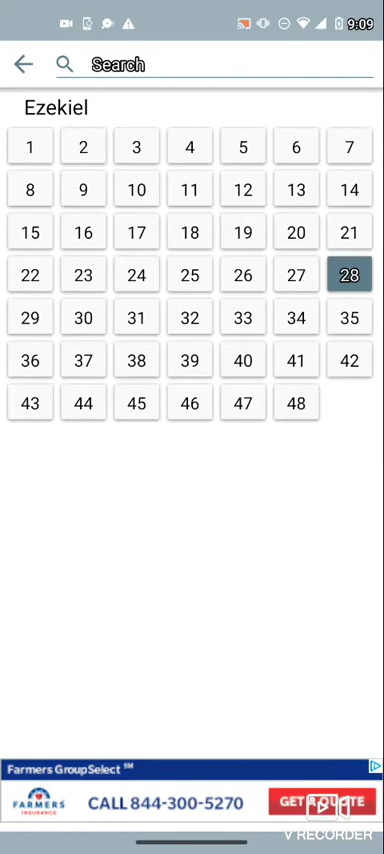 9:09
Search
Ezekiel
1 2 3 4 5 6 7
8 9 10 11 12 13 14
15 16 17 18 19 20 21
22 23 24 25 26 27 28
29 30 31 32 33 34 35
36 37 38 39 40 41 42
43 44 45 46 47 48
Farmers GroupSelect SM
FARMERS
INSURANCE
CALL 844-300-5270
GET A QUOTE
V RECORDER